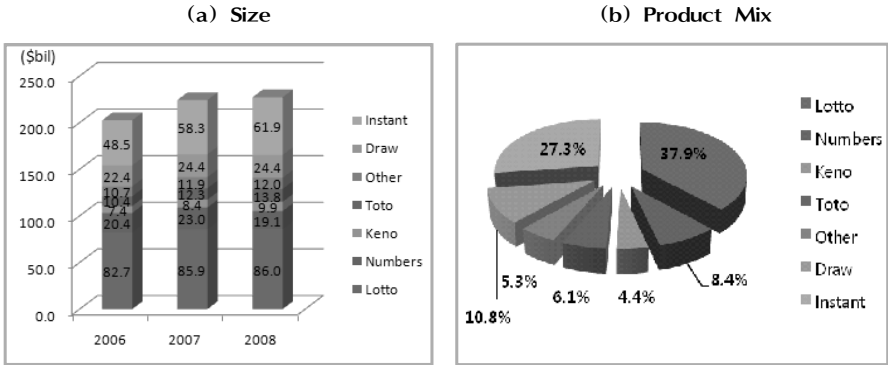 (a) Size
($bil)
250.0
200.0
150.0
100.0
50.0
0.0
48.5
22.4
10.7
10.4
7.4
20.4
82.7
58.3
24.4
11.9
12.3
8.4
23.0
85.9
61.9
24.4
12.0
13.8
9.9
19.1
86.0
2006 2007 2008
Instant
Draw
Other
Toto
Keno
Numbers
Lotto
(b) Product Mix
27.3%
37.9%
8.4%
4.4%
6.1%
5.3%
10.8%
Lotto
Numbers
Keno
Toto
Other
Draw
Instant